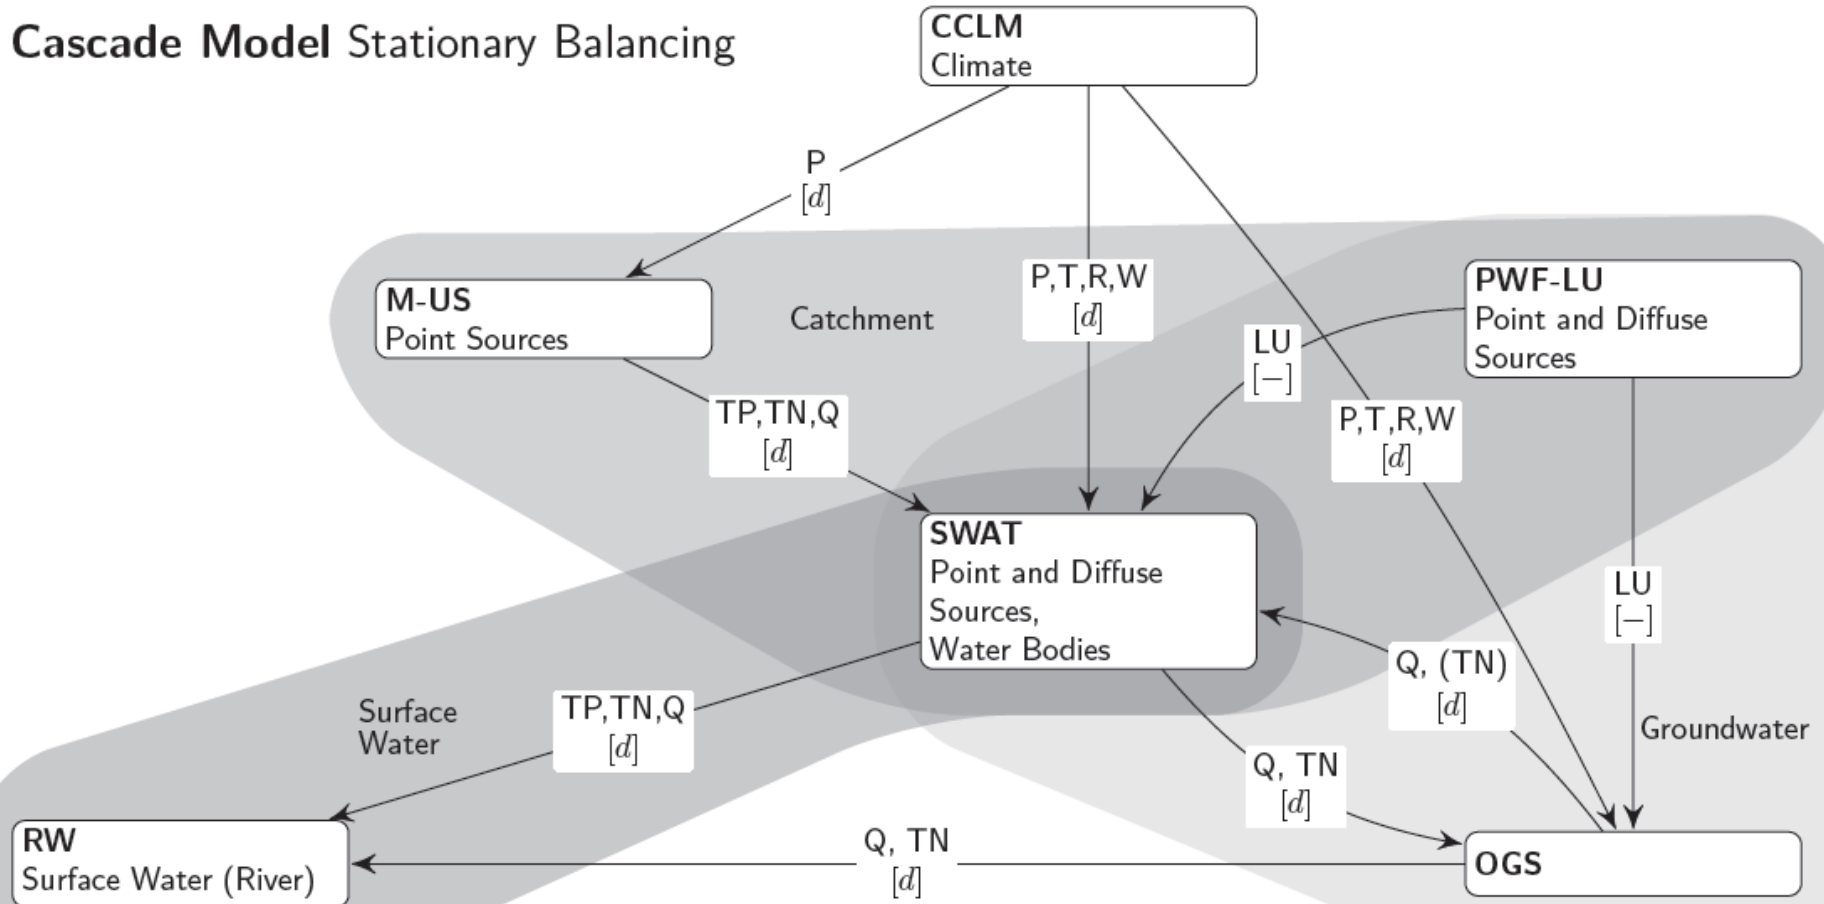 Cascade Model Stationary Balancing
CCLM
Climate
P
[d]
M-US
Point Sources
Catchment
P,T,R,W
[d]
PWF-LU
Point and Diffuse
Sources
LU
[−]
TP,TN,Q
[d]
P,T,R,W
[d]
SWAT
Point and Diffuse
Sources,
Water Bodies
LU
[−]
Q, (TN)
[d]
Surface
Water
TP,TN,Q
[d]
Groundwater
Q, TN
[d]
RW
Surface Water (River)
Q, TN
[d]
OGS